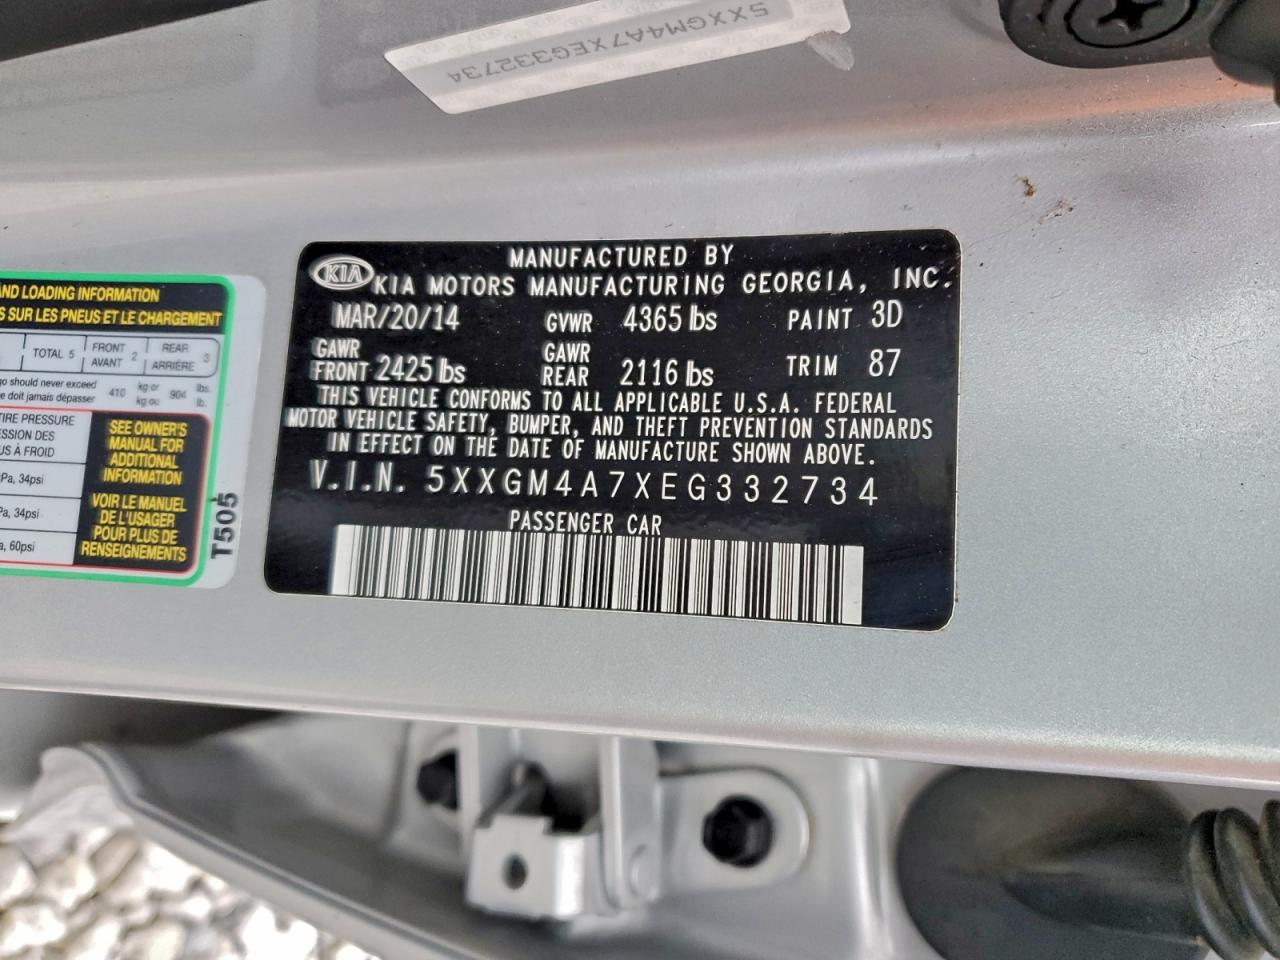 5XXGM4A7XEG332734
MANUFACTURED BY
KIA KIA MOTORS MANUFACTURING GEORGIA, INC.
MAR/20/14 GVWR 4365 lbs PAINT 3D
GAWR FRONT 2425 lbs GAWR REAR 2116 lbs TRIM 87
THIS VEHICLE CONFORMS TO ALL APPLICABLE U.S.A. FEDERAL
MOTOR VEHICLE SAFETY, BUMPER, AND THEFT PREVENTION STANDARDS
IN EFFECT ON THE DATE OF MANUFACTURE SHOWN ABOVE.
V.I.N. 5XXGM4A7XEG332734
PASSENGER CAR
AND LOADING INFORMATION
SUR LES PNEUS ET LE CHARGEMENT
TOTAL 5 FRONT AVANT 2 REAR ARRIÈRE 3
should never exceed 410 kg or 904 lbs.
doit jamais dépasser kg ou lb.
TIRE PRESSURE
DES
À FROID
34psi
34psi
60psi
SEE OWNER'S
MANUAL FOR
ADDITIONAL
INFORMATION
VOIR LE MANUEL
DE L'USAGER
POUR PLUS DE
RENSEIGNEMENTS
T505